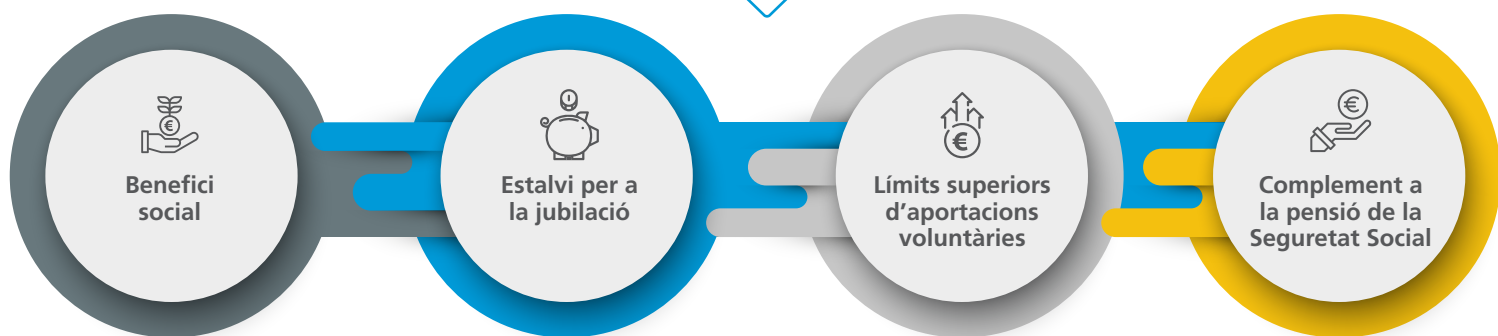 Benefici
social
Estalvi per a
la jubilació
Límits superiors
d’aportacions
voluntàries
Complement a
la pensió de la
Seguretat Social